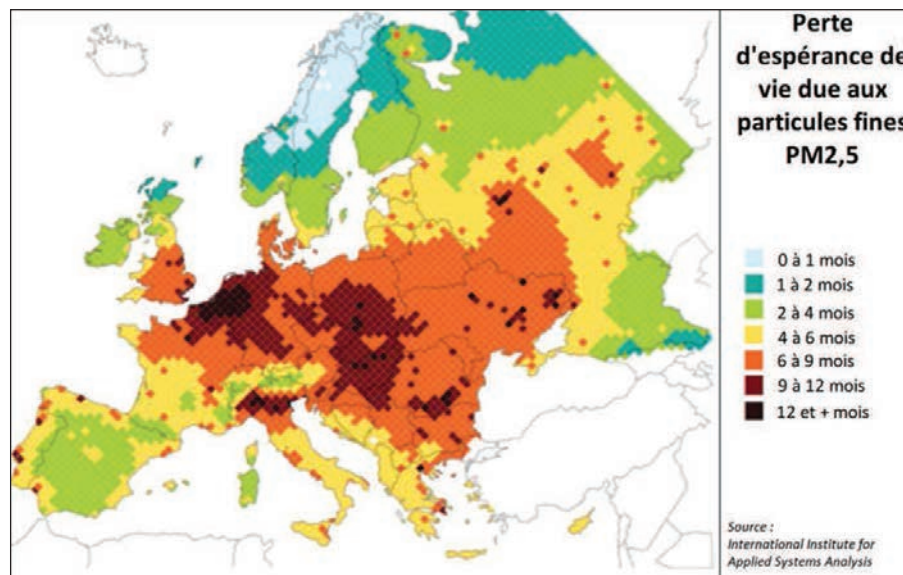 Perte
d'espérance de
vie due aux
particules fines
PM2,5
0 à 1 mois
1 à 2 mois
2 à 4 mois
4 à 6 mois
6 à 9 mois
9 à 12 mois
12 et + mois
Source :
International Institute for
Applied Systems Analysis